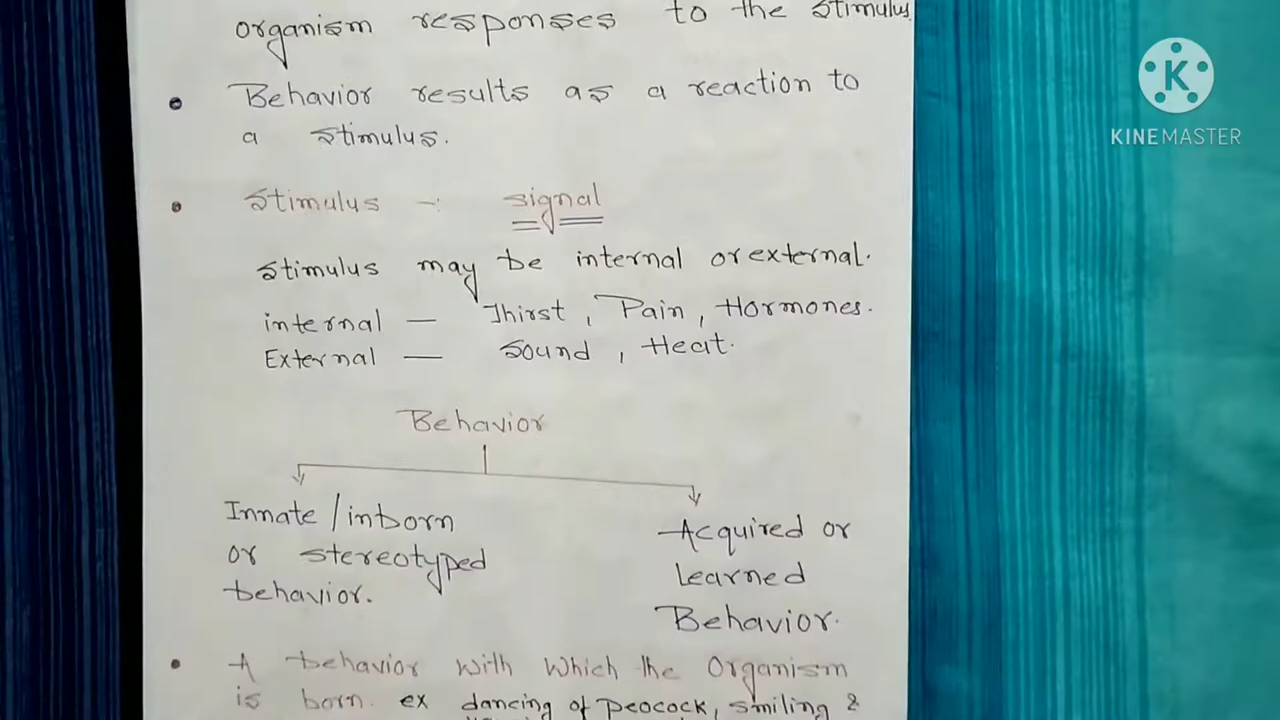 organism responses to the stimulus.
• Behavior results as a reaction to
a stimulus.
• Stimulus -: signal
stimulus may be internal or external.
internal — Thirst, Pain, Hormones.
External — sound, Heat.
Behavior
Innate/inborn
or stereotyped
behavior.
Acquired or
learned
Behavior.
• A behavior with which the organism
is born. ex dancing of peocock, smiling &
K
KINEMASTER